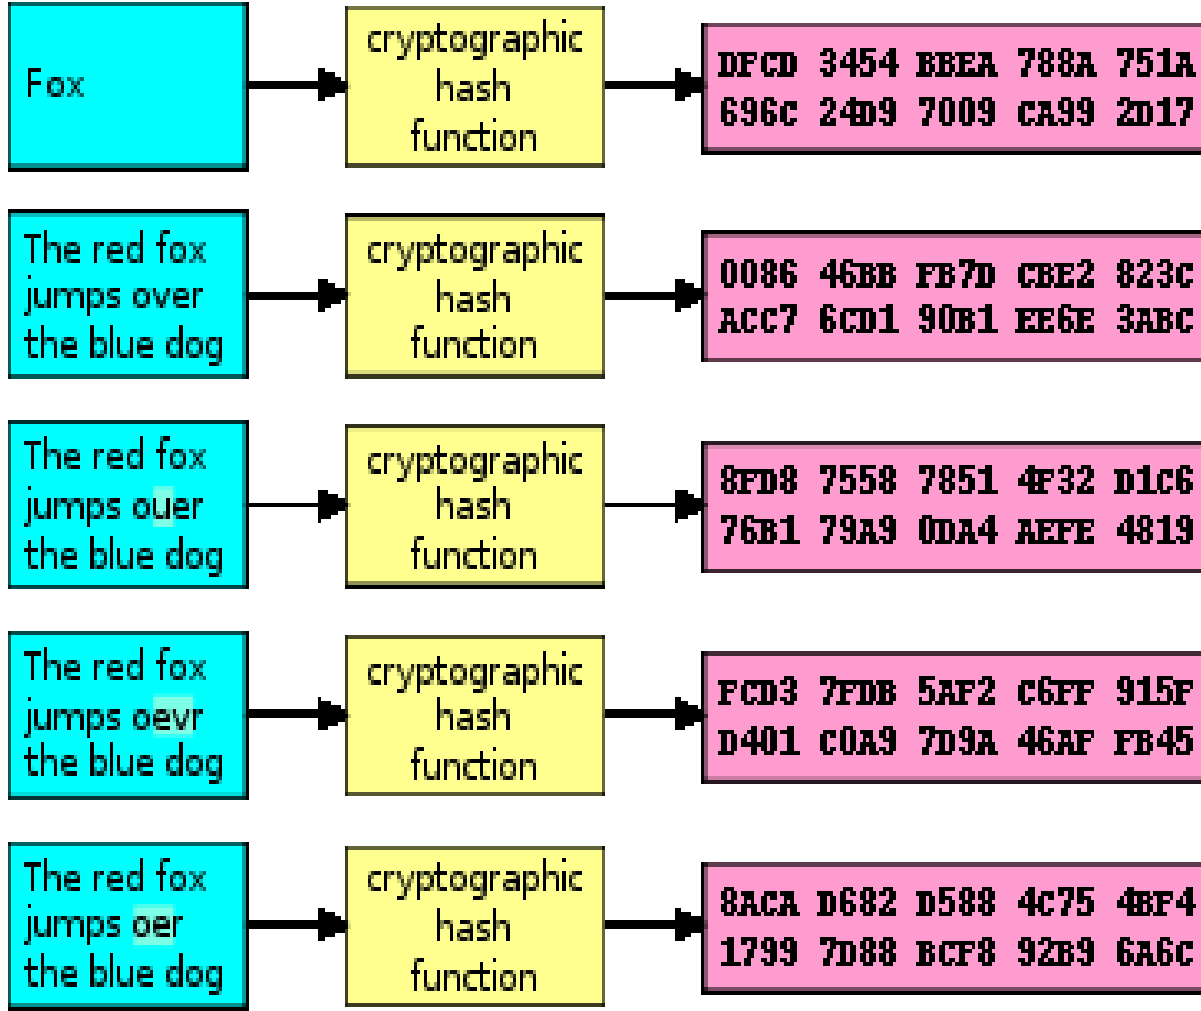 Fox
cryptographic
hash
function
DFCD 3454 BBEA 788A 751A
696C 24D9 7009 CA99 2D17
The red fox
jumps over
the blue dog
cryptographic
hash
function
0086 46BB FB7D CBE2 823C
ACC7 6CD1 90B1 EE6E 3ABC
The red fox
jumps ouer
the blue dog
cryptographic
hash
function
8FD8 7558 7851 4F32 D1C6
76B1 79A9 0DA4 AEFE 4819
The red fox
jumps oevr
the blue dog
cryptographic
hash
function
FCD3 7FDB 5AF2 C6FF 915F
D401 C0A9 7D9A 46AF FB45
The red fox
jumps oer
the blue dog
cryptographic
hash
function
8ACA D682 D588 4C75 4BF4
1799 7D88 BCF8 92B9 6A6C